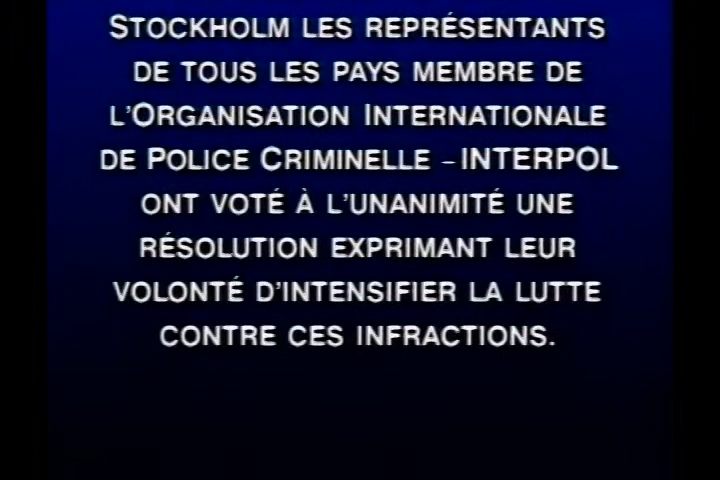 STOCKHOLM LES REPRÉSENTANTS
DE TOUS LES PAYS MEMBRE DE
L'ORGANISATION INTERNATIONALE
DE POLICE CRIMINELLE – INTERPOL
ONT VOTÉ À L'UNANIMITÉ UNE
RÉSOLUTION EXPRIMANT LEUR
VOLONTÉ D'INTENSIFIER LA LUTTE
CONTRE CES INFRACTIONS.